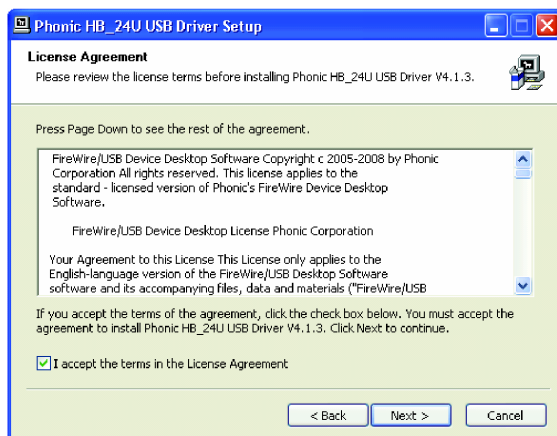 Phonic HB_24U USB Driver Setup
License Agreement
Please review the license terms before installing Phonic HB_24U USB Driver V4.1.3.
Press Page Down to see the rest of the agreement.
FireWire/USB Device Desktop Software Copyright c 2005-2008 by Phonic
Corporation All rights reserved. This license applies to the
standard - licensed version of Phonic's FireWire Device Desktop
Software.
FireWire/USB Device Desktop License Phonic Corporation
Your Agreement to this License This License only applies to the
English-language version of the FireWire/USB Desktop Software
software and its accompanying files, data and materials ("FireWire/USB
If you accept the terms of the agreement, click the check box below. You must accept the
agreement to install Phonic HB_24U USB Driver V4.1.3. Click Next to continue.
I accept the terms in the License Agreement
< Back Next > Cancel